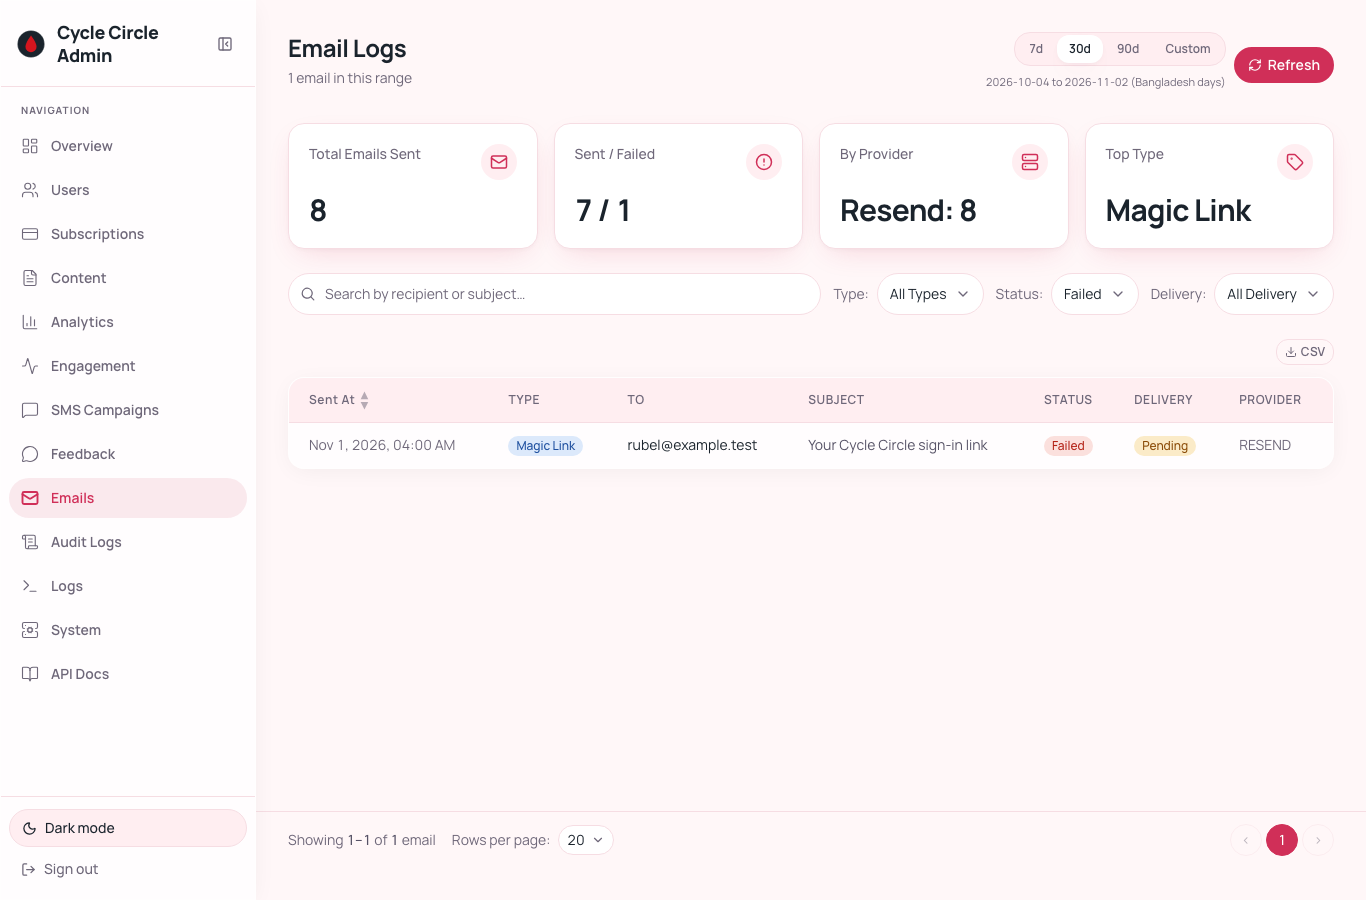 Cycle Circle
Admin
NAVIGATION
Overview
Users
Subscriptions
Content
Analytics
Engagement
SMS Campaigns
Feedback
Emails
Audit Logs
Logs
System
API Docs
Dark mode
Sign out
Email Logs
1 email in this range
7d 30d 90d Custom
2026-10-04 to 2026-11-02 (Bangladesh days)
Refresh
Total Emails Sent
8
Sent / Failed
7 / 1
By Provider
Resend: 8
Top Type
Magic Link
Search by recipient or subject...
Type: All Types
Status: Failed
Delivery: All Delivery
CSV
Sent At TYPE TO SUBJECT STATUS DELIVERY PROVIDER
Nov 1, 2026, 04:00 AM Magic Link rubel@example.test Your Cycle Circle sign-in link Failed Pending RESEND
Showing 1–1 of 1 email Rows per page: 20
‹ 1 ›